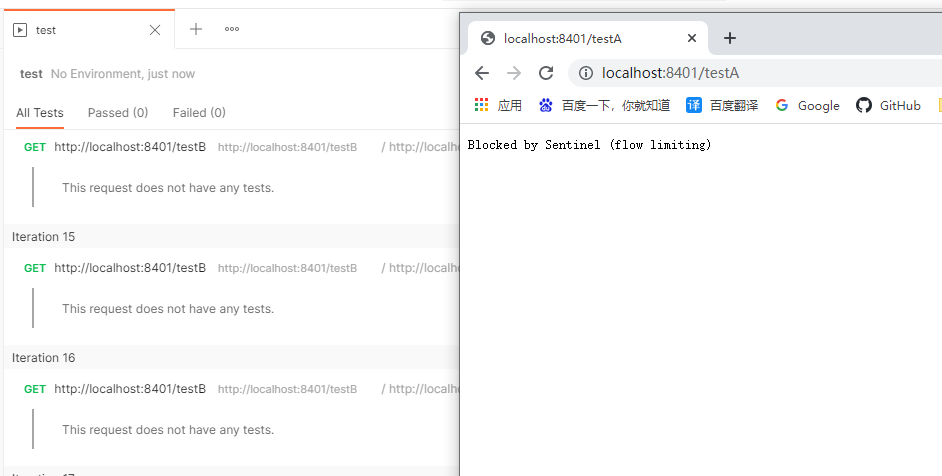 test
test No Environment, just now
All Tests Passed (0) Failed (0)
GET http://localhost:8401/testB http://localhost:8401/testB / http://localh
This request does not have any tests.
Iteration 15
GET http://localhost:8401/testB http://localhost:8401/testB / http://localh
This request does not have any tests.
Iteration 16
GET http://localhost:8401/testB http://localhost:8401/testB / http://localh
This request does not have any tests.
localhost:8401/testA
localhost:8401/testA
应用 百度一下，你就知道 译 百度翻译 Google GitHub
Blocked by Sentinel (flow limiting)